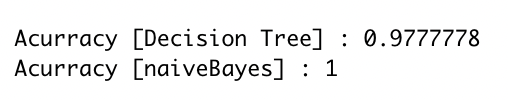 Acurracy [Decision Tree] : 0.9777778
Acurracy [naiveBayes] : 1